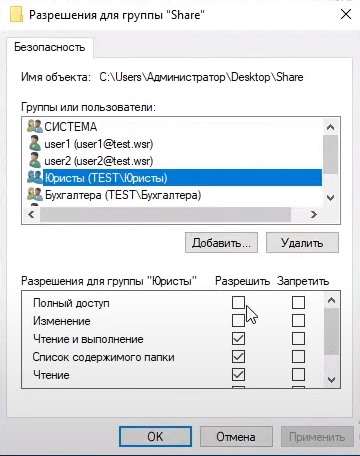 Разрешения для группы "Share"
Безопасность
Имя объекта: C:\Users\Администратор\Desktop\Share
Группы или пользователи:
СИСТЕМА
user1 (user1@test.wsr)
user2 (user2@test.wsr)
Юристы (TEST\Юристы)
Бухгалтера (TEST\Бухгалтера)
Добавить... Удалить
Разрешения для группы "Юристы" Разрешить Запретить
Полный доступ
Изменение
Чтение и выполнение
Список содержимого папки
Чтение
OK Отмена Применить